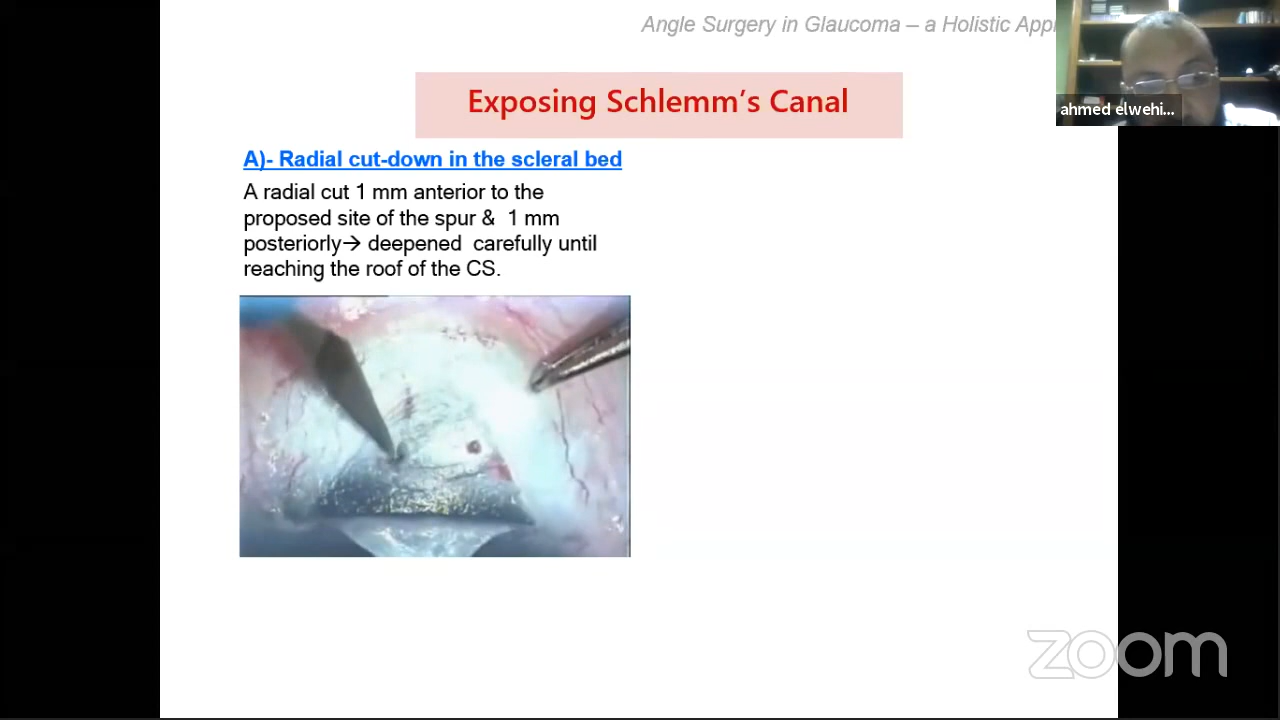 Angle Surgery in Glaucoma – a Holistic
Exposing Schlemm's Canal
ahmed elwehi...
A)- Radial cut-down in the scleral bed
A radial cut 1 mm anterior to the
proposed site of the spur & 1 mm
posteriorly→ deepened carefully until
reaching the roof of the CS.
zoom